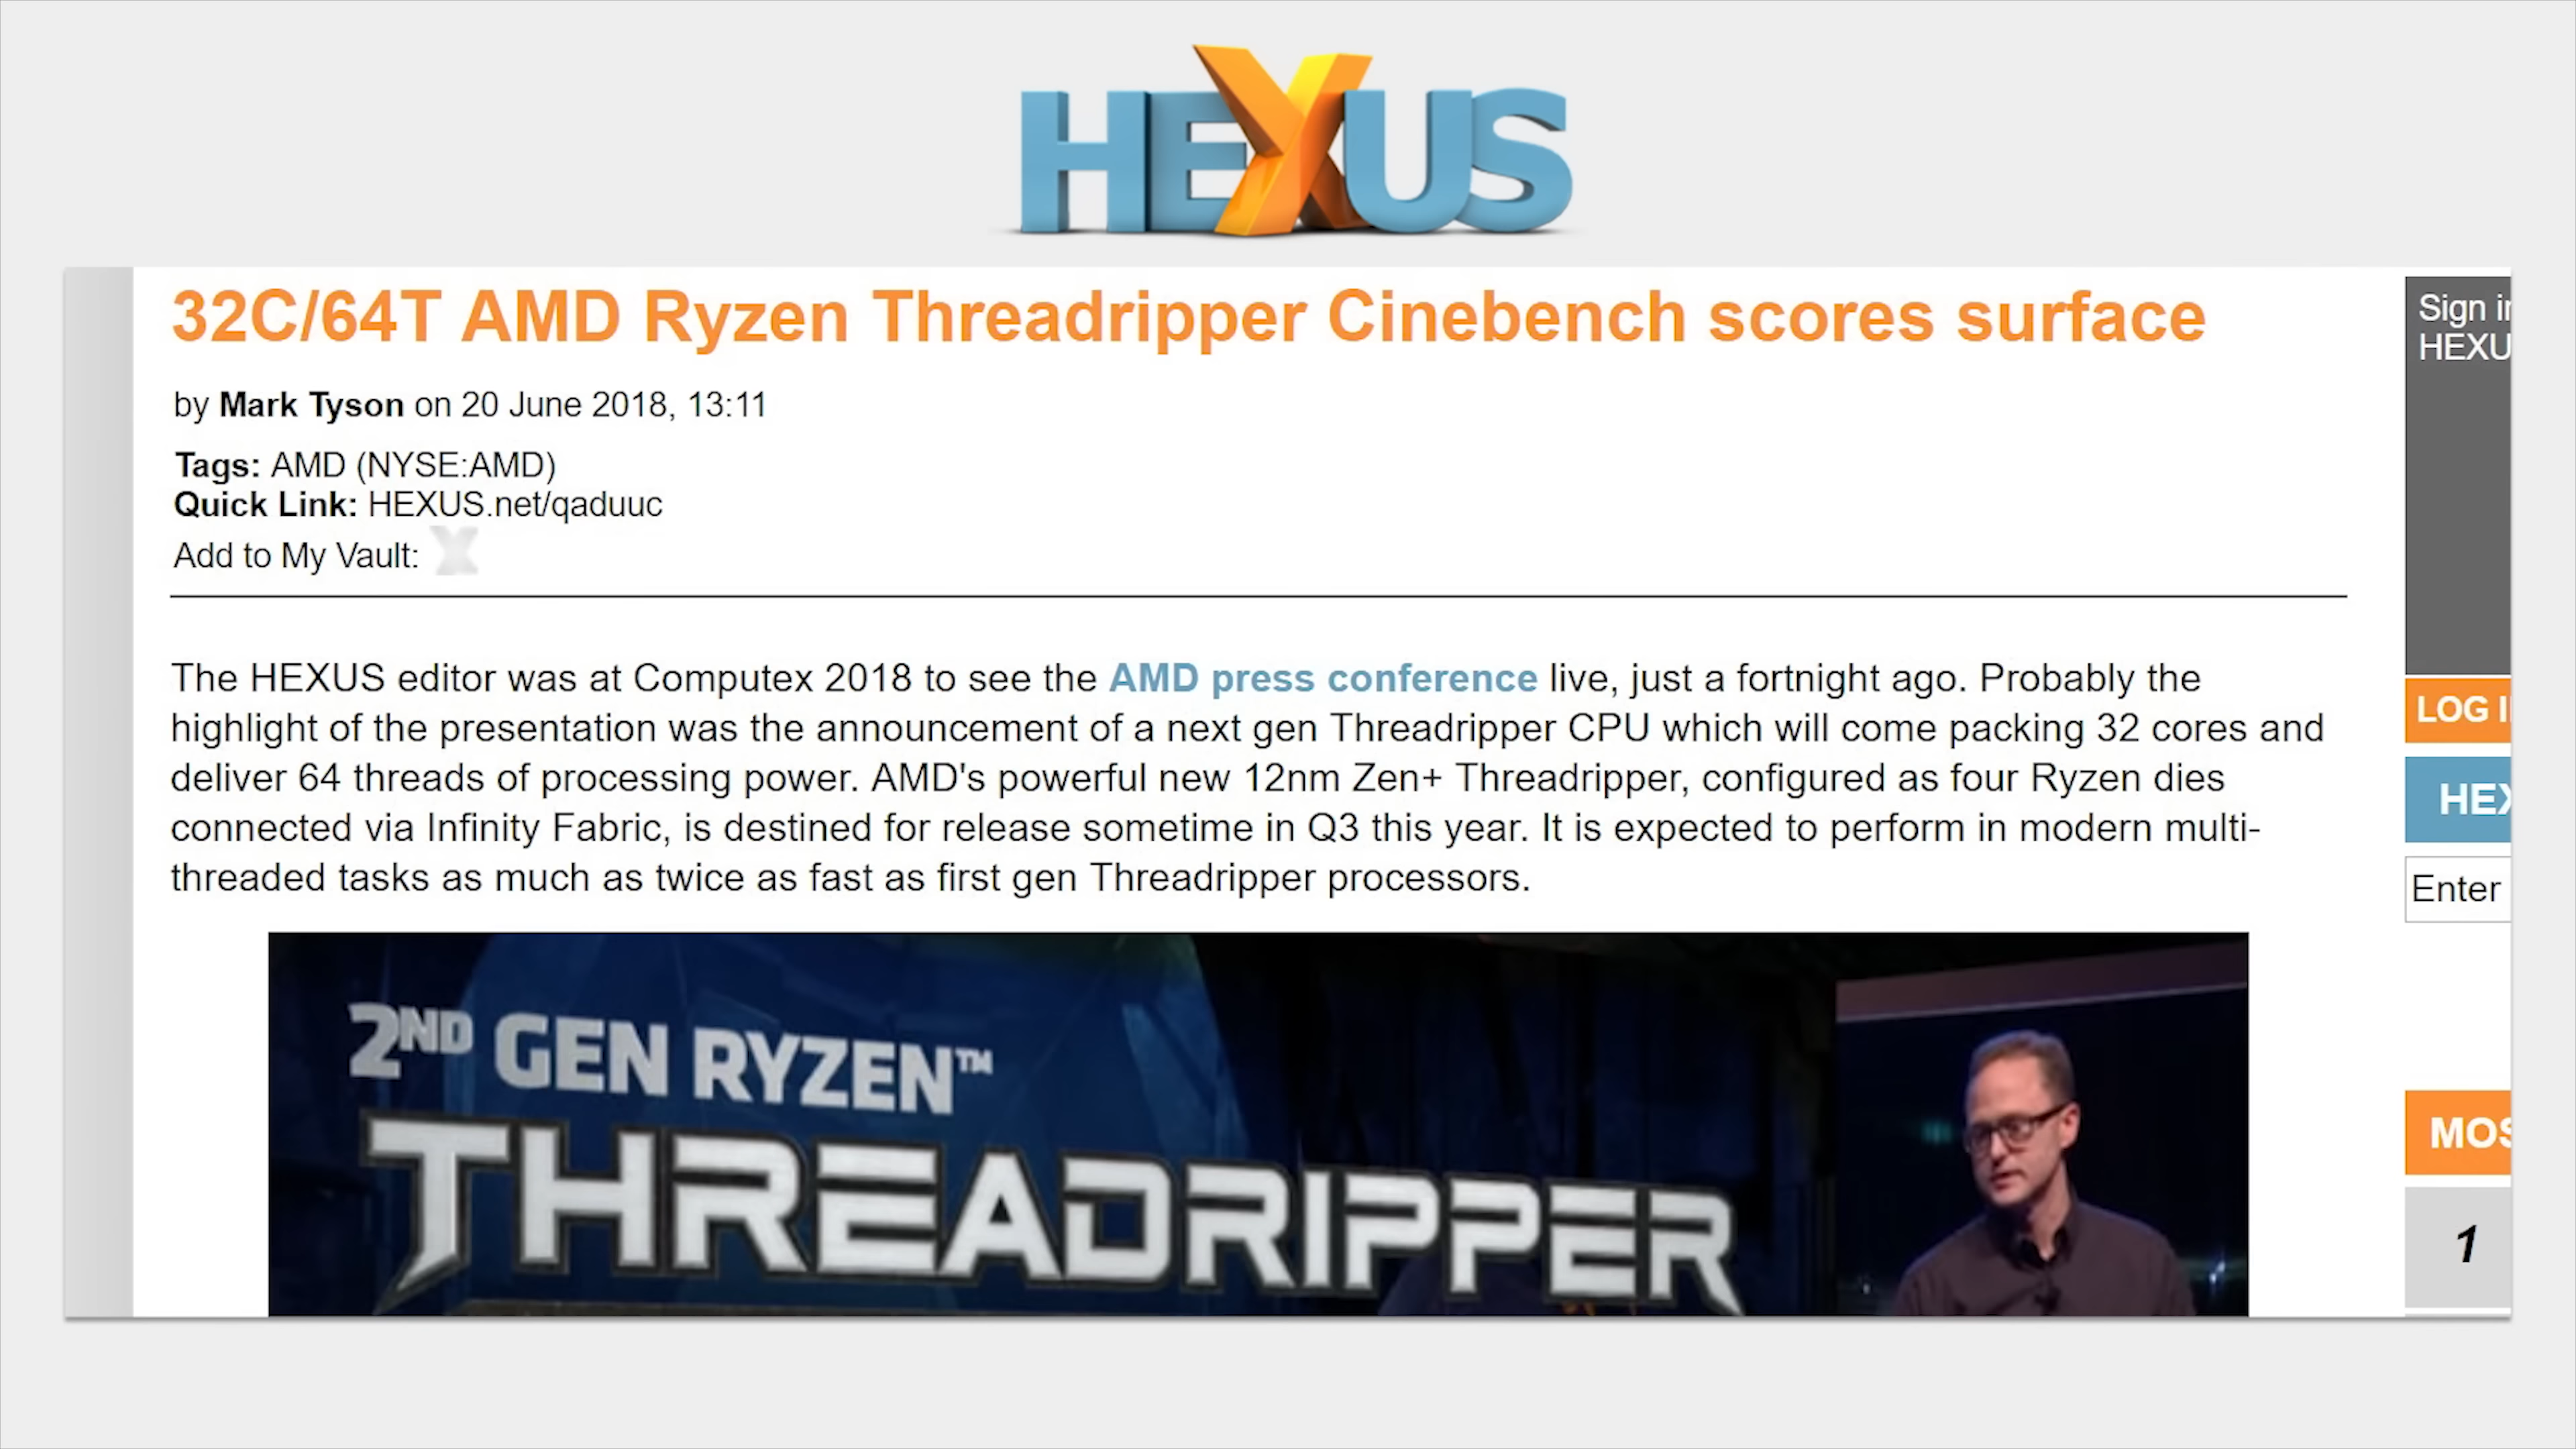 HEXUS
32C/64T AMD Ryzen Threadripper Cinebench scores surface
by Mark Tyson on 20 June 2018, 13:11
Tags: AMD (NYSE:AMD)
Quick Link: HEXUS.net/qaduuc
Add to My Vault: X
The HEXUS editor was at Computex 2018 to see the AMD press conference live, just a fortnight ago. Probably the
highlight of the presentation was the announcement of a next gen Threadripper CPU which will come packing 32 cores and
deliver 64 threads of processing power. AMD's powerful new 12nm Zen+ Threadripper, configured as four Ryzen dies
connected via Infinity Fabric, is destined for release sometime in Q3 this year. It is expected to perform in modern multi-
threaded tasks as much as twice as fast as first gen Threadripper processors.
2ND GEN RYZEN™
THREADRIPPER
Sign
HEXU
LOG
HEX
Enter
MOS
1